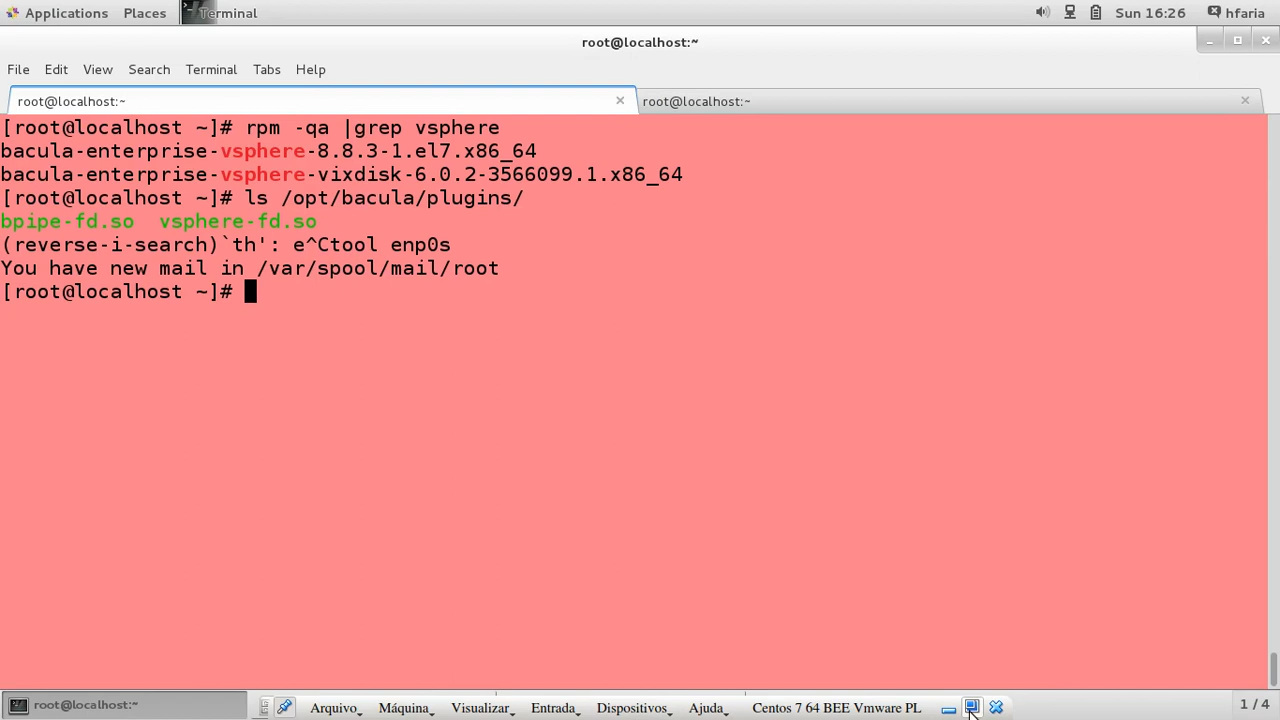 Applications Places Terminal Sun 16:26 hfaria
root@localhost:~
File Edit View Search Terminal Tabs Help
root@localhost:~ root@localhost:~
[root@localhost ~]# rpm -qa |grep vsphere
bacula-enterprise-vsphere-8.8.3-1.el7.x86_64
bacula-enterprise-vsphere-vixdisk-6.0.2-3566099.1.x86_64
[root@localhost ~]# ls /opt/bacula/plugins/
bpipe-fd.so vsphere-fd.so
(reverse-i-search)`th': e^Ctool enp0s
You have new mail in /var/spool/mail/root
[root@localhost ~]#
root@localhost:~ Arquivo Máquina Visualizar Entrada Dispositivos Ajuda Centos 7 64 BEE Vmware PL 1 / 4